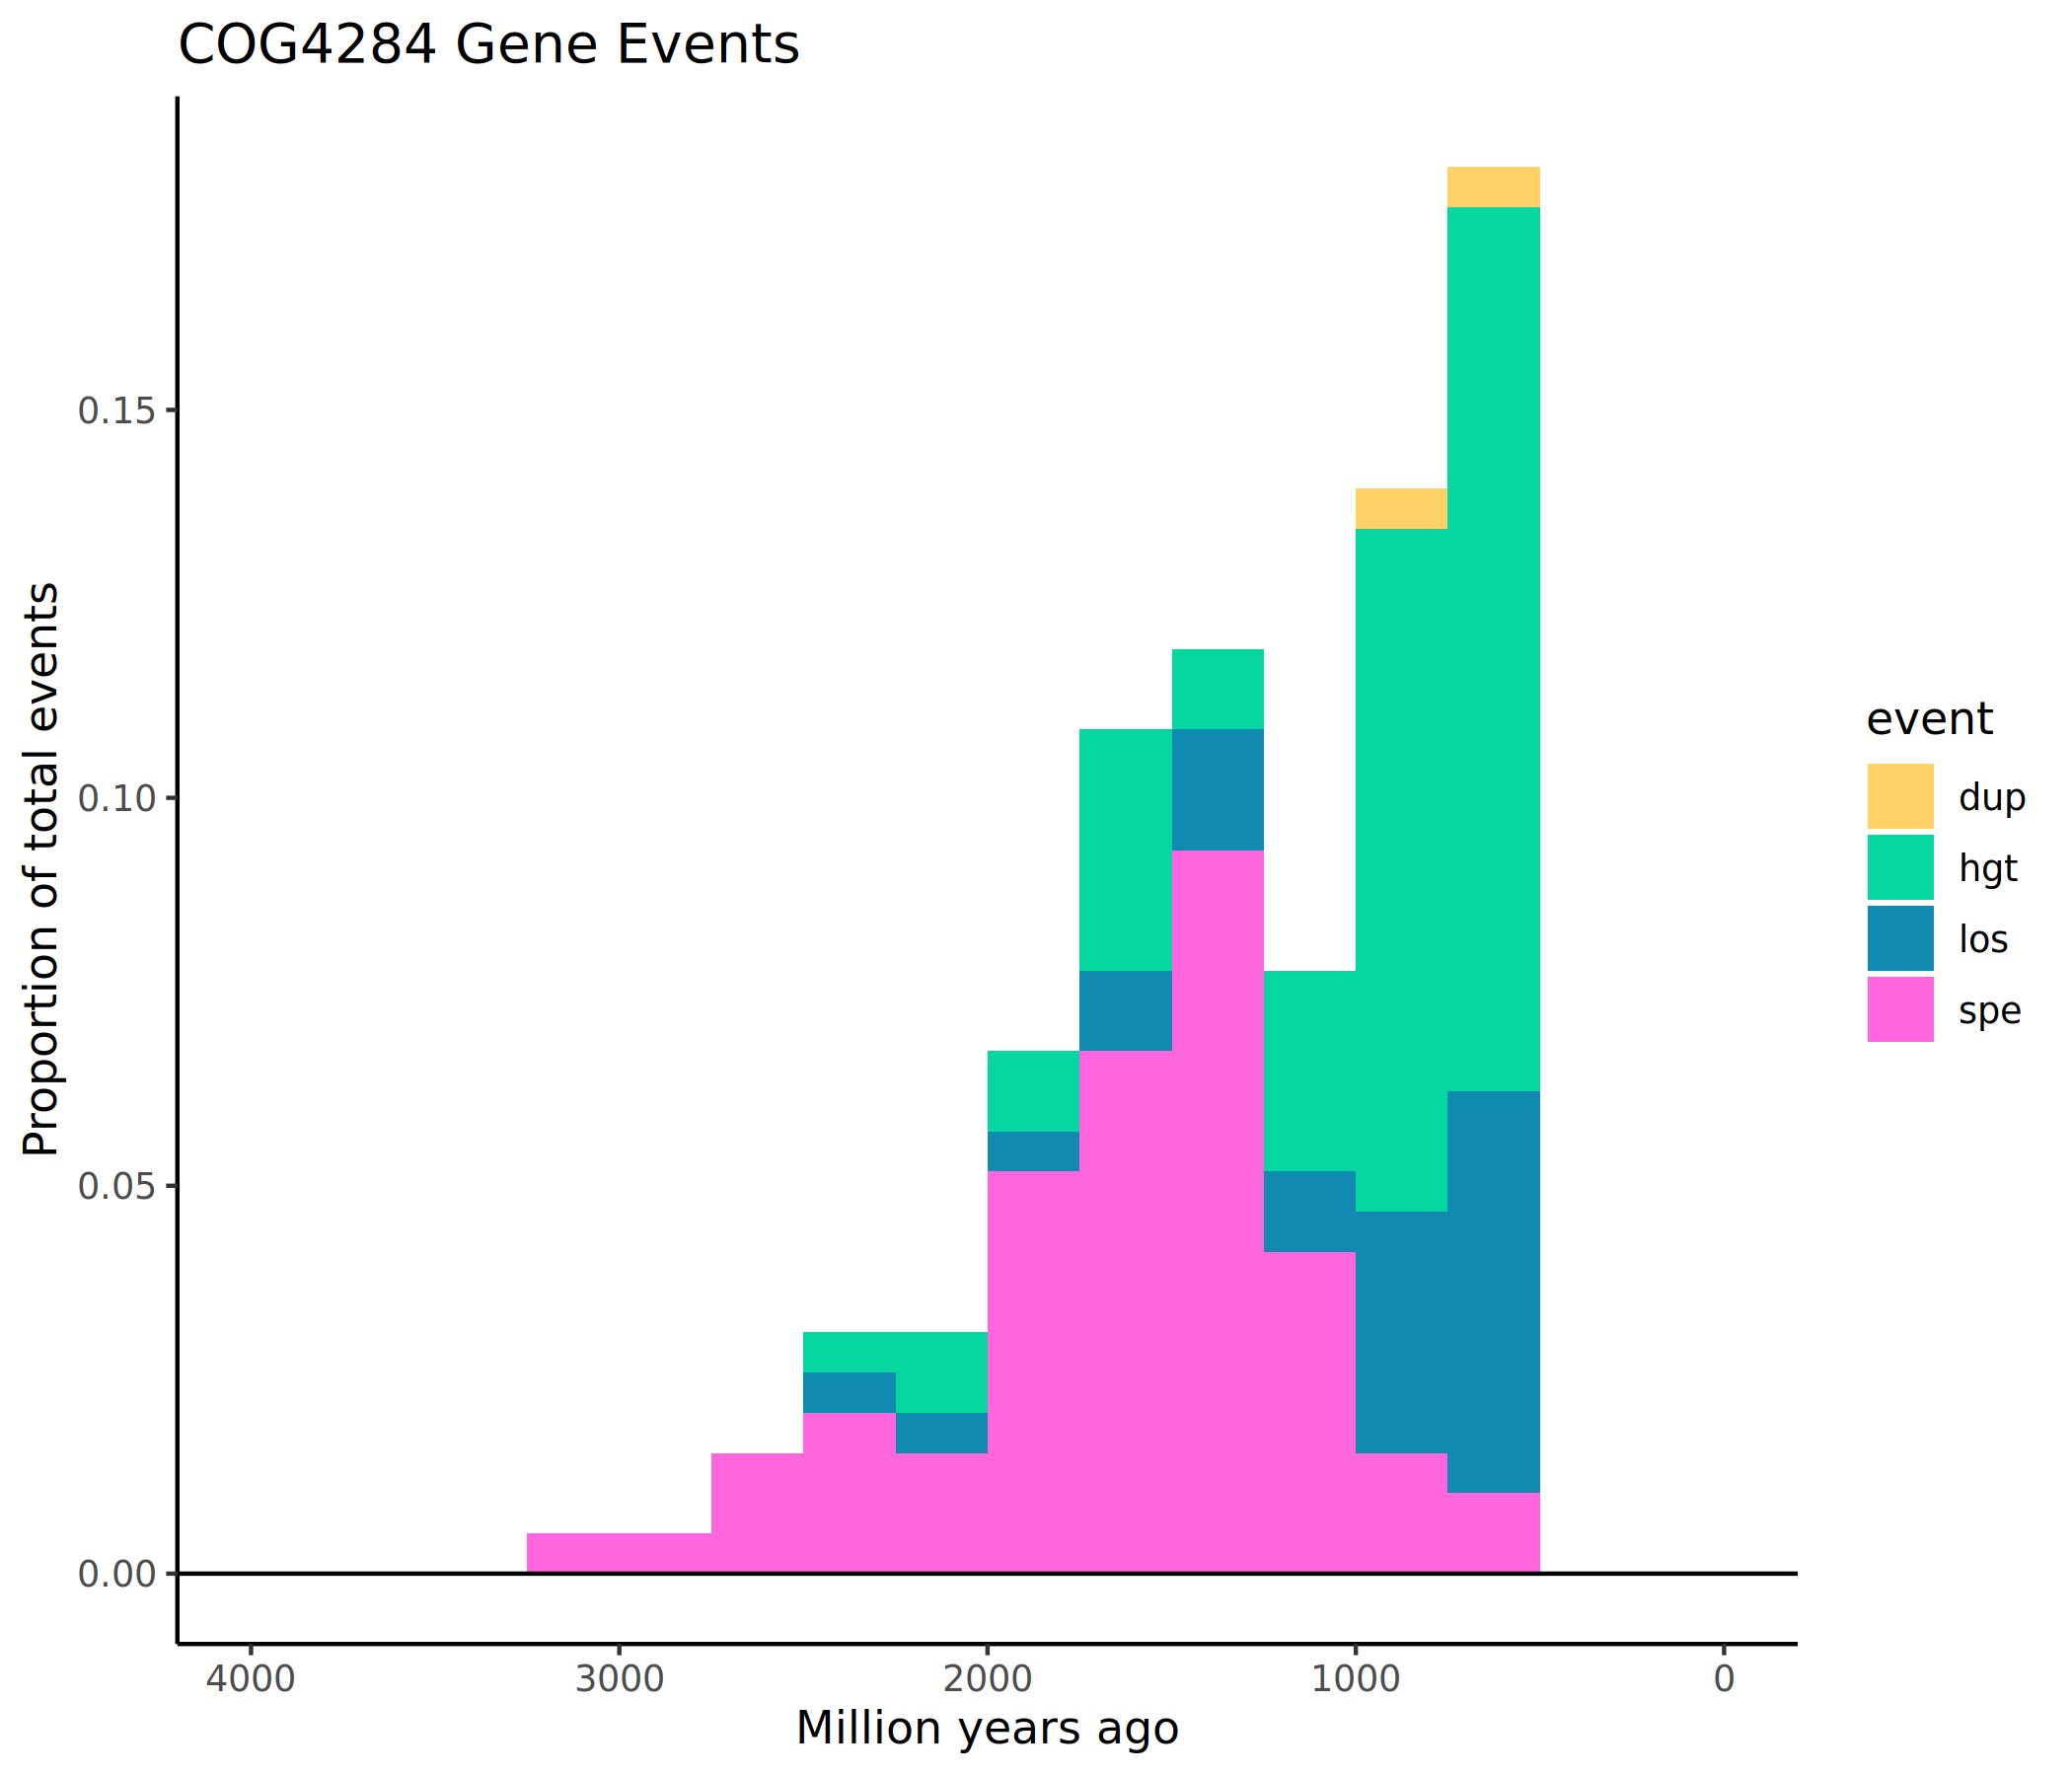 COG4284 Gene Events
Proportion of total events
0.15
0.10
0.05
0.00
4000 3000 2000 1000 0
Million years ago
event
dup
hgt
los
spe